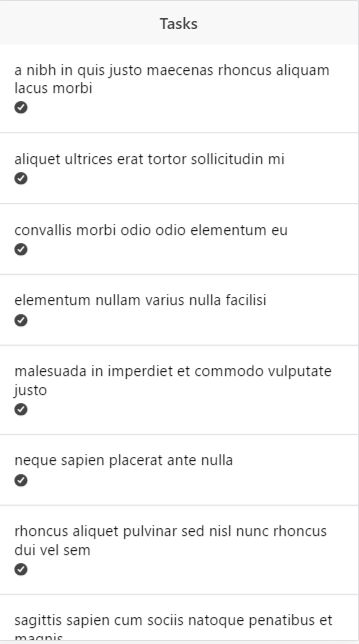 Tasks
a nibh in quis justo maecenas rhoncus aliquam
lacus morbi
aliquet ultrices erat tortor sollicitudin mi
convallis morbi odio odio elementum eu
elementum nullam varius nulla facilisi
malesuada in imperdiet et commodo vulputate
justo
neque sapien placerat ante nulla
rhoncus aliquet pulvinar sed nisl nunc rhoncus
dui vel sem
sagittis sapien cum sociis natoque penatibus et
magnis